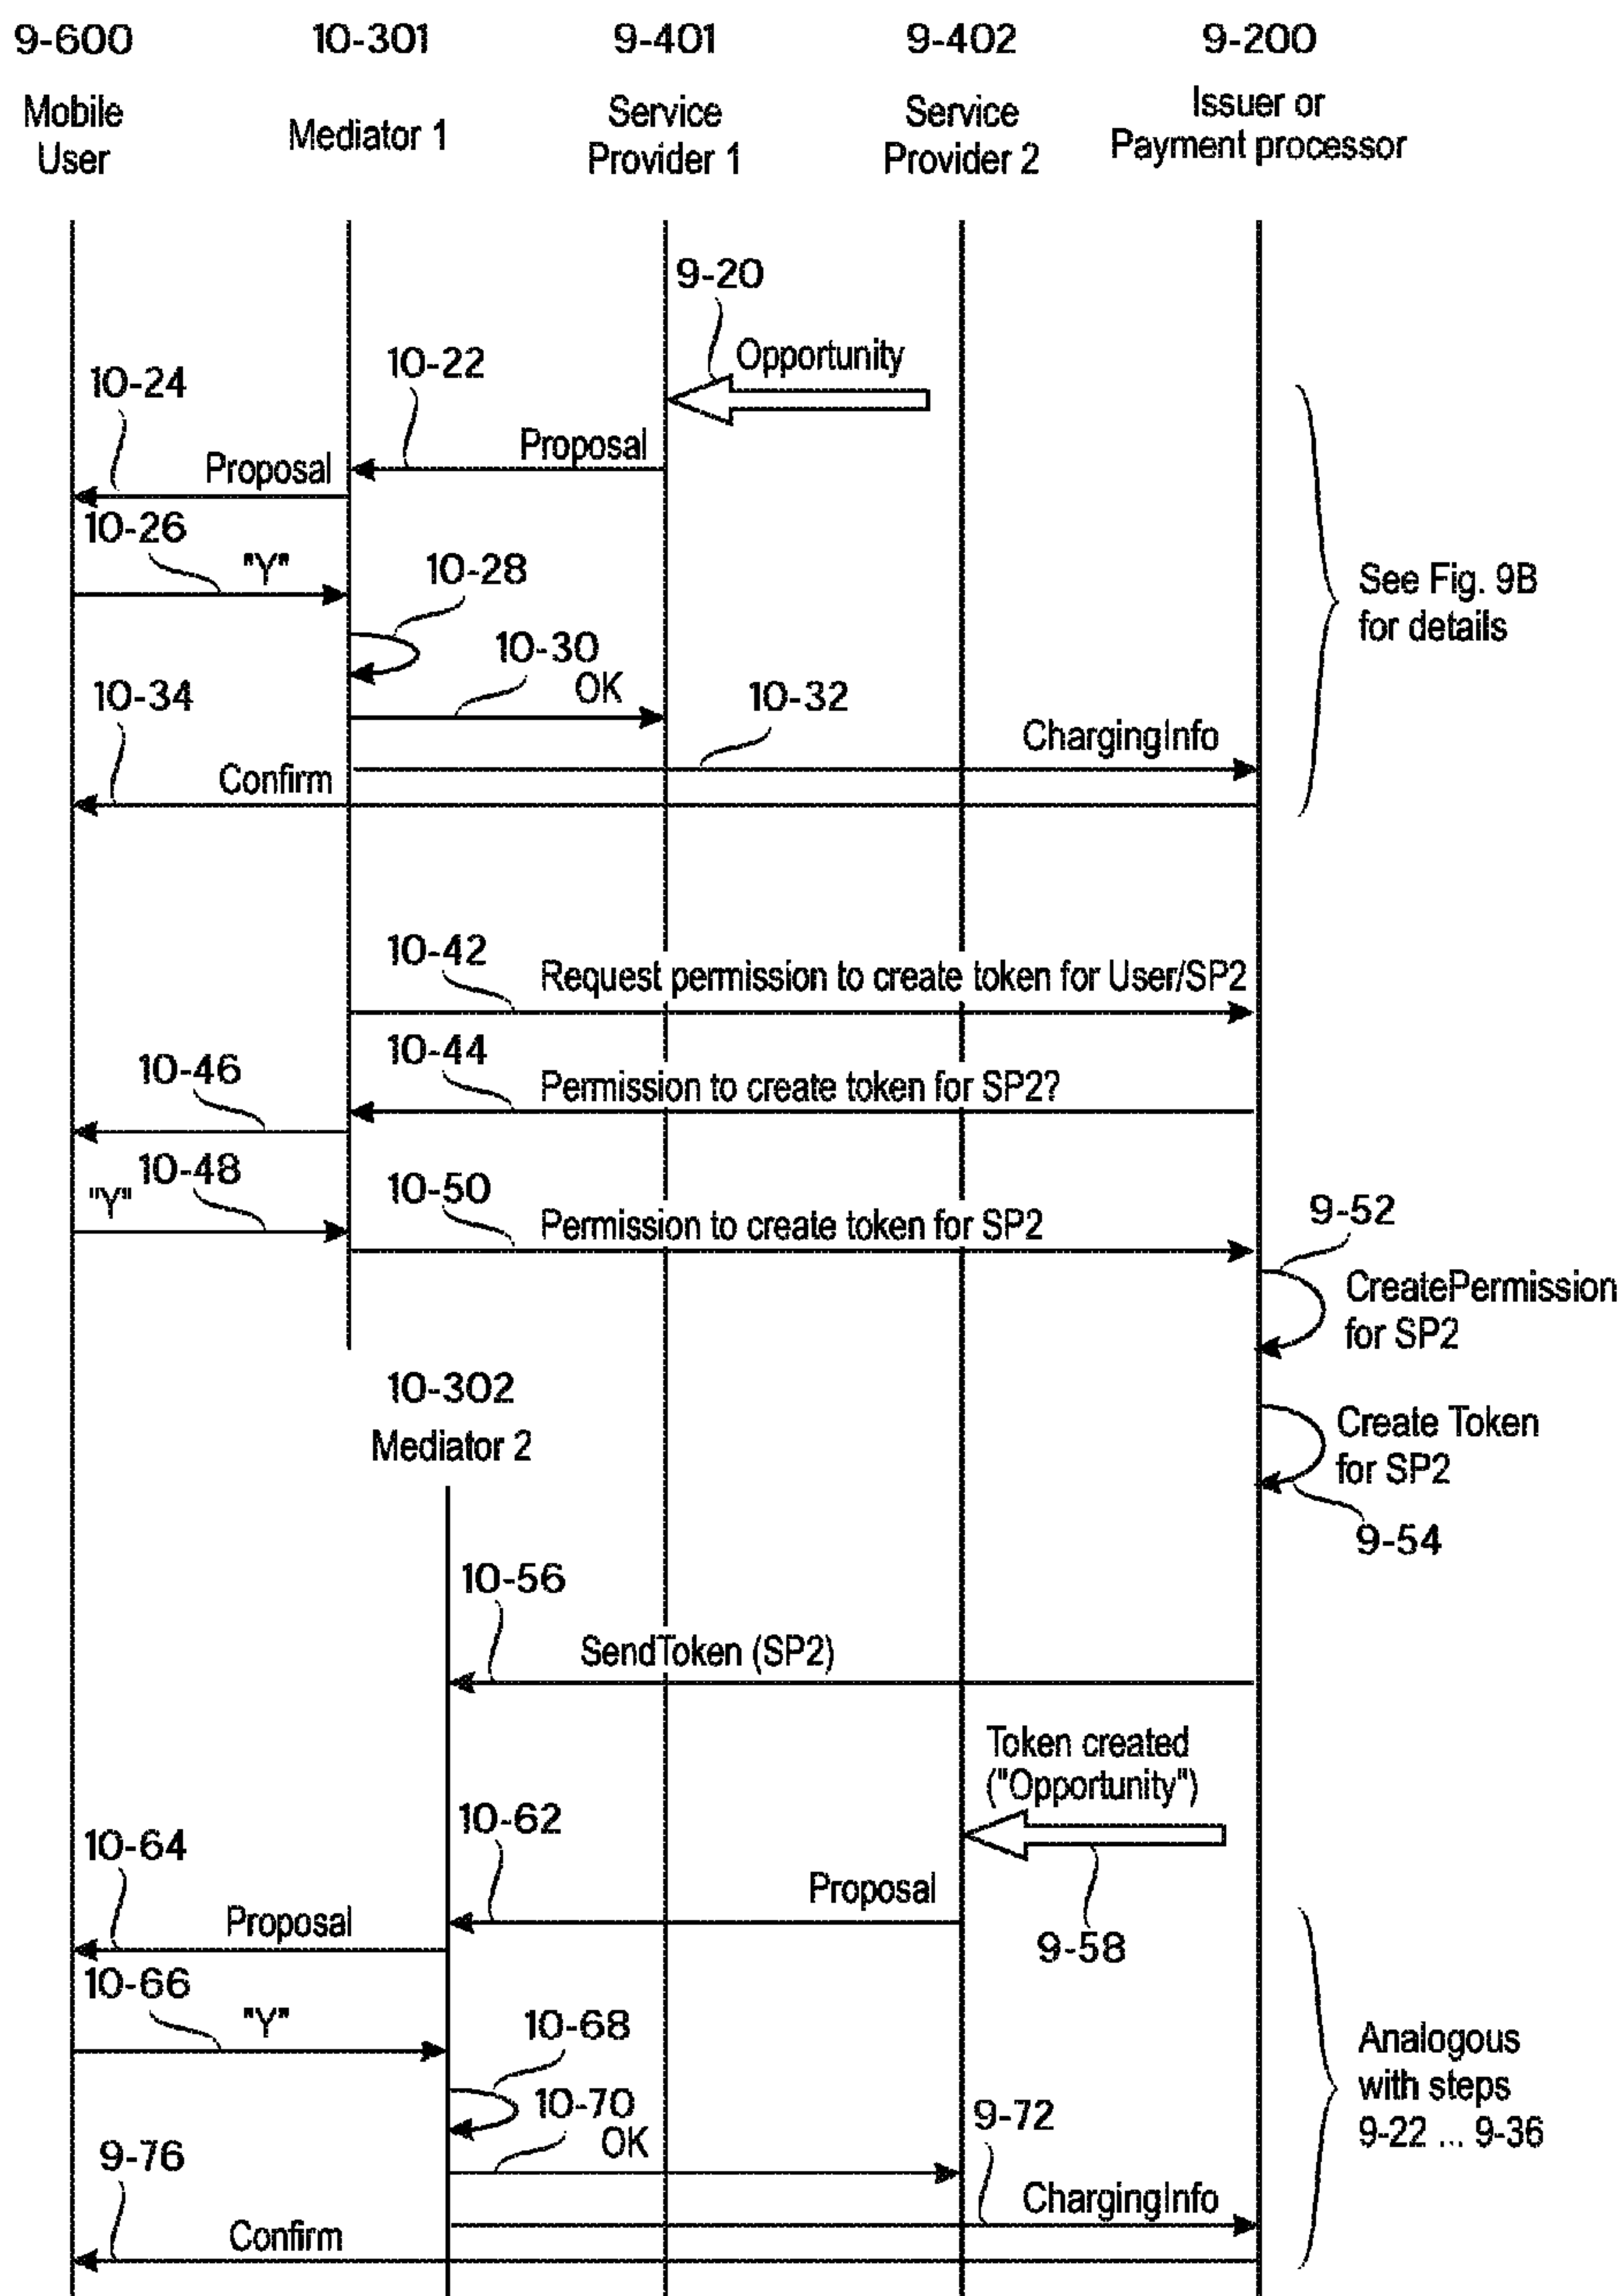 9-600
10-301
9-401
9-402
9-200
Mobile
User
Mediator 1
Service
Provider 1
Service
Provider 2
Issuer or
Payment processor
9-20
Opportunity
10-22
10-24
Proposal
Proposal
10-26
"Y"
10-28
See Fig. 9B
for details
10-30
OK
10-34
10-32
ChargingInfo
Confirm
10-42
Request permission to create token for User/SP2
10-44
10-46
Permission to create token for SP2?
10-48
"Y"
10-50
Permission to create token for SP2
9-52
CreatePermission
for SP2
10-302
Mediator 2
Create Token
for SP2
9-54
10-56
SendToken (SP2)
Token created
("Opportunity")
10-62
10-64
Proposal
Proposal
9-58
10-66
"Y"
10-68
Analogous
with steps
9-22 ... 9-36
10-70
OK
9-72
9-76
ChargingInfo
Confirm